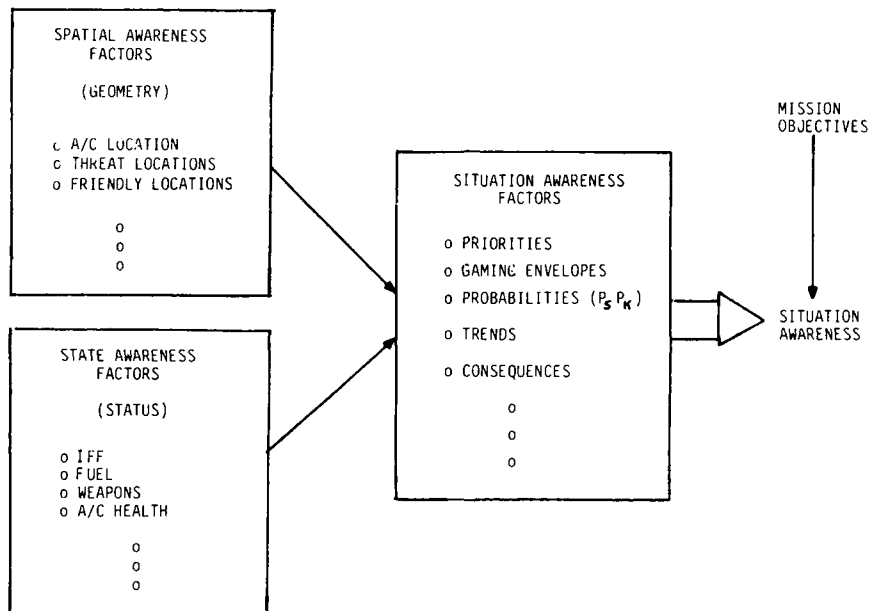 SPATIAL AWARENESS
FACTORS
(GEOMETRY)
o A/C LOCATION
o THREAT LOCATIONS
o FRIENDLY LOCATIONS
o
o
o
STATE AWARENESS
FACTORS
(STATUS)
o IFF
o FUEL
o WEAPONS
o A/C HEALTH
o
o
o
SITUATION AWARENESS
FACTORS
o PRIORITIES
o GAMING ENVELOPES
o PROBABILITIES (PS PK)
o TRENDS
o CONSEQUENCES
o
o
o
MISSION
OBJECTIVES
SITUATION
AWARENESS